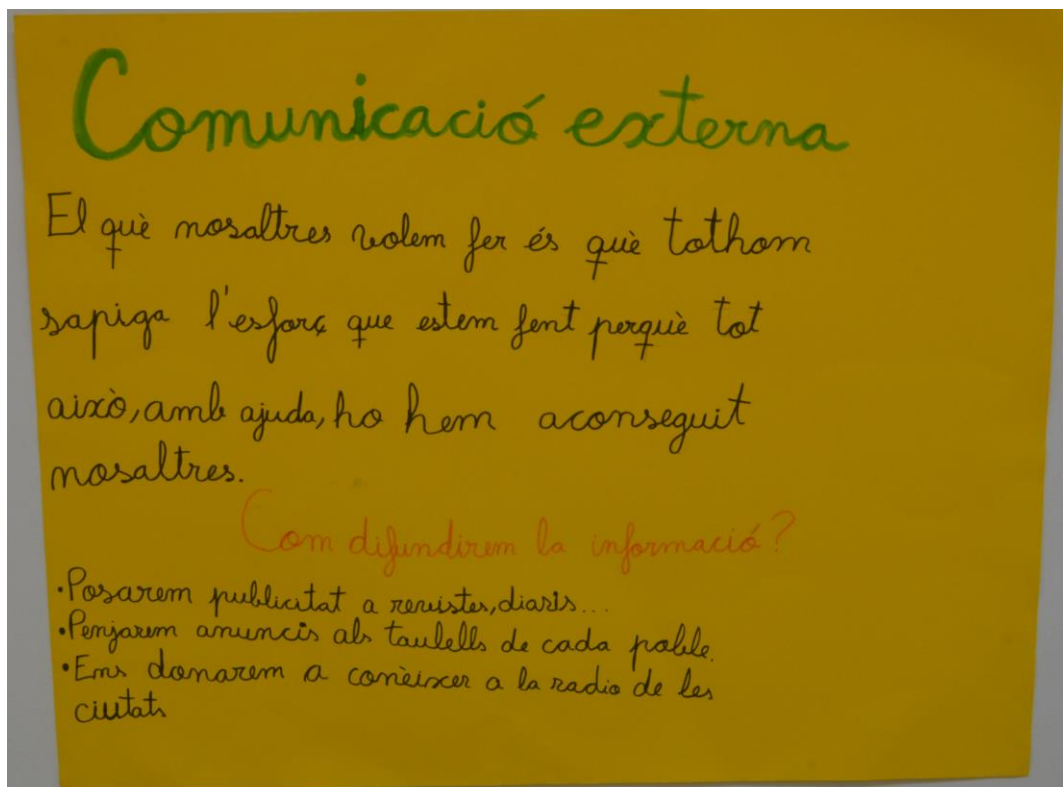 Comunicació externa
El què nosaltres volem fer és què tothom
sapiga l'esforç que estem fent perquè tot
això, amb ajuda, ho hem aconseguit
nosaltres.
Com difundirem la informació?
·Posarem publicitat a revistes, diaris...
·Penjarem anuncis als taulells de cada poble.
·Ens donarem a conèixer a la radio de les
ciutats